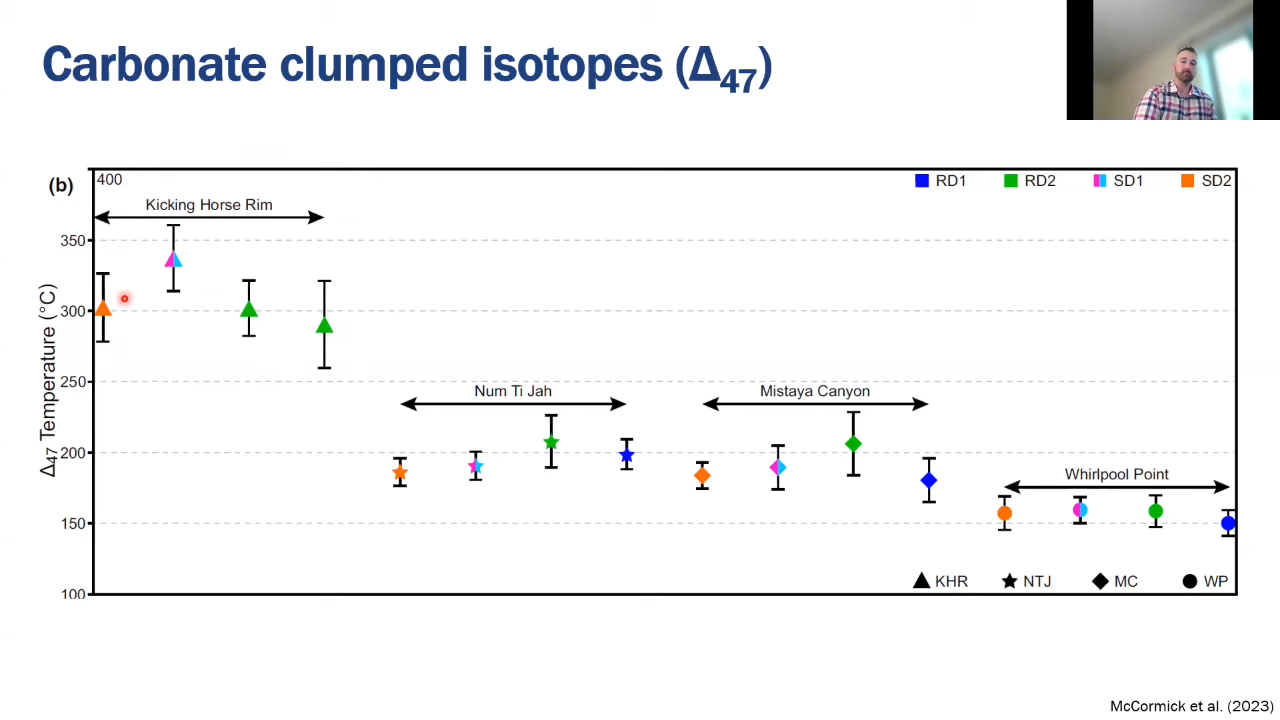 Carbonate clumped isotopes (Δ47)
(b)
400
RD1 RD2 SD1 SD2
Kicking Horse Rim
350
300
250
Num Ti Jah Mistaya Canyon
200
Whirlpool Point
150
KHR NTJ MC WP
100
Δ47 Temperature (°C)
McCormick et al. (2023)